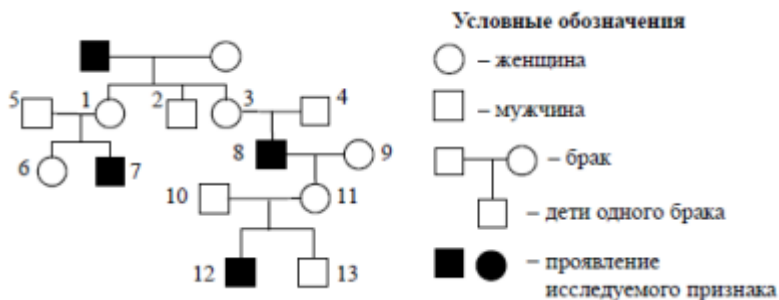 Условные обозначения
– женщина
5 1 2 3 4
– мужчина
6 7 8 9
– брак
10 11
– дети одного брака
12 13
– проявление
исследуемого признака